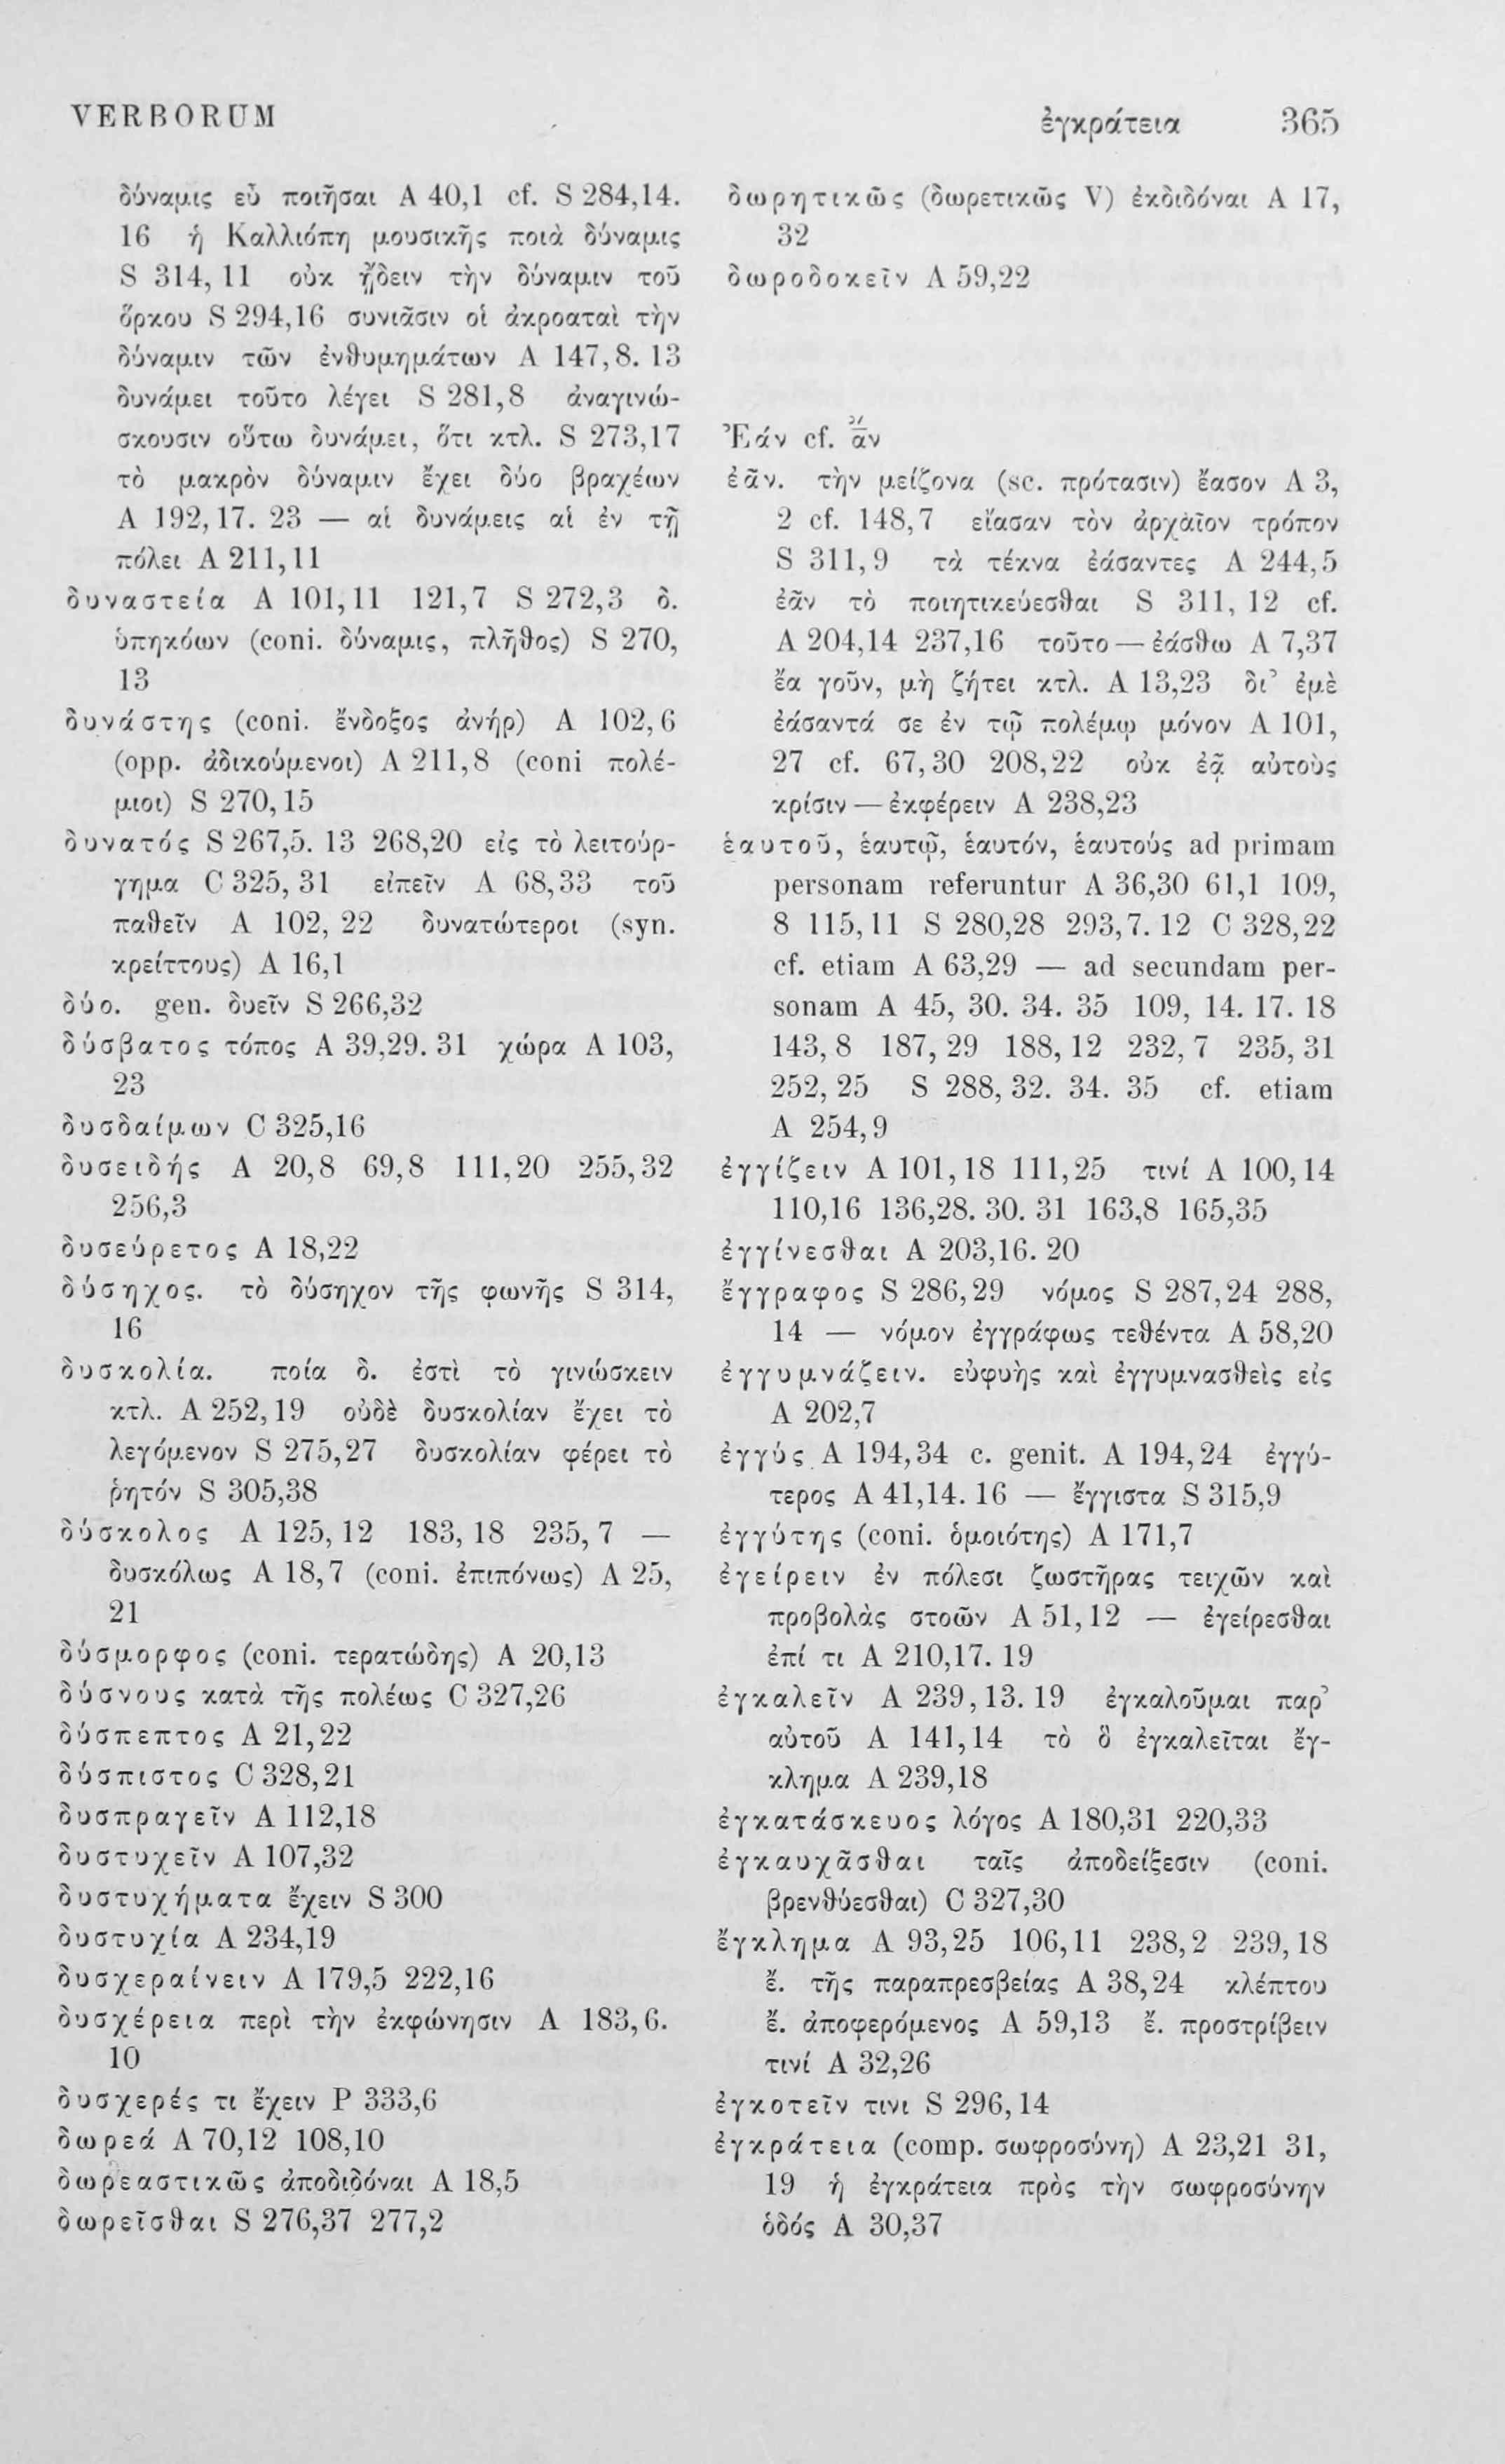 VERBORUM ἐγκράτεια 365
δύναμις εὖ ποιῆσαι A 40,1 cf. S 284,14.
16 ἡ Καλλιόπη μουσικῆς ποιὰ δύναμις
S 314, 11 οὐκ ᾔδειν τὴν δύναμιν τοῦ
ὅρκου S 294,16 συνιᾶσιν οἱ ἀκροαταὶ τὴν
δύναμιν τῶν ἐνθυμημάτων A 147,8. 13
δυνάμει τοῦτο λέγει S 281,8 ἀναγινώ-
σκουσιν οὕτω δυνάμει, ὅτι κτλ. S 273,17
τὸ μακρὸν δύναμιν ἔχει δύο βραχέων
A 192,17. 23 — αἱ δυνάμεις αἱ ἐν τῇ
πόλει A 211,11
δυναστεία A 101,11 121,7 S 272,3 δ.
ὑπηκόων (coni. δύναμις, πλῆθος) S 270,
13
δυνάστης (coni. ἔνδοξος ἀνήρ) A 102,6
(opp. ἀδικούμενοι) A 211,8 (coni πολέ-
μιοι) S 270,15
δυνατός S 267,5. 13 268,20 εἰς τὸ λειτούρ-
γημα C 325, 31 εἰπεῖν A 68,33 τοῦ
παθεῖν A 102, 22 δυνατώτεροι (syn.
κρείττους) A 16,1
δύο. gen. δυεῖν S 266,32
δύσβατος τόπος A 39,29. 31 χώρα A 103,
23
δυσδαίμων C 325,16
δυσειδής A 20,8 69,8 111,20 255,32
256,3
δυσεύρετος A 18,22
δύσηχος. τὸ δύσηχον τῆς φωνῆς S 314,
16
δυσκολία. ποία δ. ἐστὶ τὸ γινώσκειν
κτλ. A 252,19 οὐδὲ δυσκολίαν ἔχει τὸ
λεγόμενον S 275,27 δυσκολίαν φέρει τὸ
ῥητόν S 305,38
δύσκολος A 125, 12 183, 18 235, 7 —
δυσκόλως A 18,7 (coni. ἐπιπόνως) A 25,
21
δύσμορφος (coni. τερατώδης) A 20,13
δύσνους κατὰ τῆς πολέως C 327,26
δύσπεπτος A 21,22
δύσπιστος C 328,21
δυσπραγεῖν A 112,18
δυστυχεῖν A 107,32
δυστυχήματα ἔχειν S 300
δυστυχία A 234,19
δυσχεραίνειν A 179,5 222,16
δυσχέρεια περὶ τὴν ἐκφώνησιν A 183,6.
10
δυσχερές τι ἔχειν P 333,6
δωρεά A 70,12 108,10
δωρεαστικῶς ἀποδιδόναι A 18,5
δωρεῖσθαι S 276,37 277,2
δωρητικῶς (δωρετικῶς V) ἐκδιδόναι A 17,
32
δωροδοκεῖν A 59,22
Ἐάν cf. ἄν
ἐᾶν. τὴν μείζονα (sc. πρότασιν) ἔασον A 3,
2 cf. 148,7 εἴασαν τὸν ἀρχαῖον τρόπον
S 311,9 τὰ τέκνα ἐάσαντες A 244,5
ἐᾶν τὸ ποιητικεύεσθαι S 311, 12 cf.
A 204,14 237,16 τοῦτο — ἐάσθω A 7,37
ἔα γοῦν, μὴ ζήτει κτλ. A 13,23 δι’ ἐμὲ
ἐάσαντά σε ἐν τῷ πολέμῳ μόνον A 101,
27 cf. 67,30 208,22 οὐκ ἐᾷ αὐτοὺς
κρίσιν — ἐκφέρειν A 238,23
ἑαυτοῦ, ἑαυτῷ, ἑαυτόν, ἑαυτούς ad primam
personam referuntur A 36,30 61,1 109,
8 115,11 S 280,28 293,7. 12 C 328,22
cf. etiam A 63,29 — ad secundam per-
sonam A 45, 30. 34. 35 109, 14. 17. 18
143, 8 187, 29 188, 12 232, 7 235, 31
252, 25 S 288, 32. 34. 35 cf. etiam
A 254,9
ἐγγίζειν A 101,18 111,25 τινί A 100,14
110,16 136,28. 30. 31 163,8 165,35
ἐγγίνεσθαι A 203,16. 20
ἔγγραφος S 286,29 νόμος S 287,24 288,
14 — νόμον ἐγγράφως τεθέντα A 58,20
ἐγγυμνάζειν. εὐφυὴς καὶ ἐγγυμνασθεὶς εἰς
A 202,7
ἐγγύς A 194,34 c. genit. A 194,24 ἐγγύ-
τερος A 41,14. 16 — ἔγγιστα S 315,9
ἐγγύτης (coni. ὁμοιότης) A 171,7
ἐγείρειν ἐν πόλεσι ζωστῆρας τειχῶν καὶ
προβολὰς στοῶν A 51,12 — ἐγείρεσθαι
ἐπί τι A 210,17. 19
ἐγκαλεῖν A 239,13. 19 ἐγκαλοῦμαι παρ’
αὐτοῦ A 141,14 τὸ ὃ ἐγκαλεῖται ἔγ-
κλημα A 239,18
ἐγκατάσκευος λόγος A 180,31 220,33
ἐγκαυχᾶσθαι ταῖς ἀποδείξεσιν (coni.
βρενθύεσθαι) C 327,30
ἔγκλημα A 93,25 106,11 238,2 239,18
ἔ. τῆς παραπρεσβείας A 38,24 κλέπτου
ἔ. ἀποφερόμενος A 59,13 ἔ. προστρίβειν
τινί A 32,26
ἐγκοτεῖν τινι S 296,14
ἐγκράτεια (comp. σωφροσύνη) A 23,21 31,
19 ἡ ἐγκράτεια πρὸς τὴν σωφροσύνην
ὁδός A 30,37